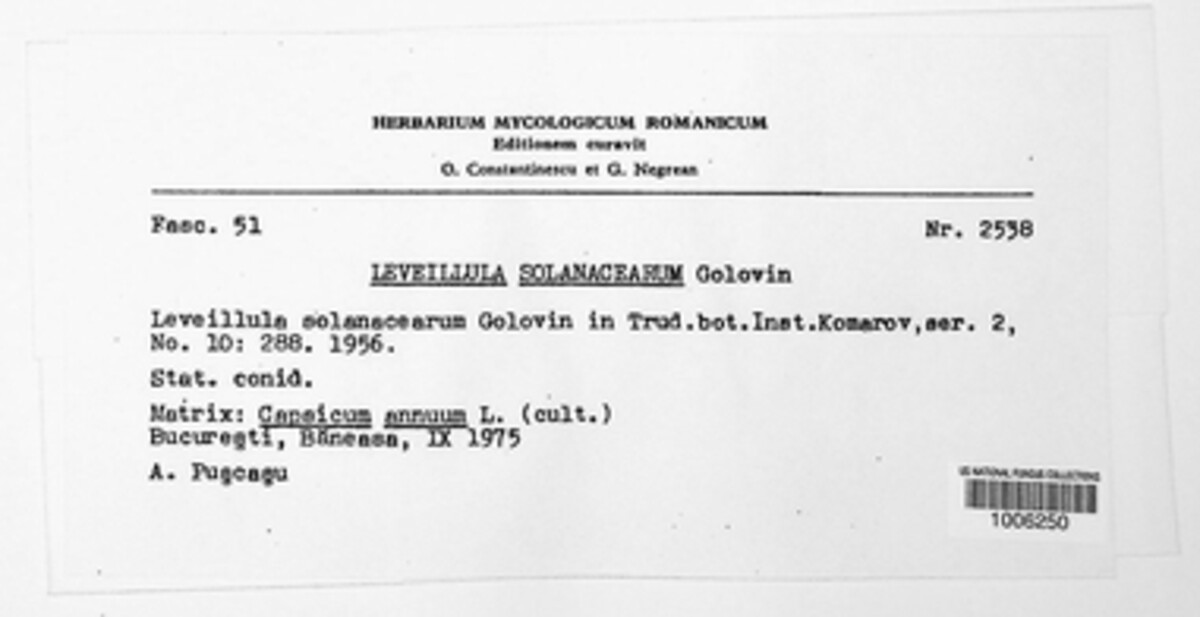 HERBARIUM MYCOLOGICUM ROMANICUM
Editionem curavit
O. Constantinescu et G. Negrean
Fasc. 51
Nr. 2538
LEVEILLULA SOLANACEARUM Golovin
Leveillula solanacearum Golovin in Trud.bot.Inst.Komarov,ser. 2,
No. 10: 288. 1956.
Stat. conid.
Matrix: Capsicum annuum L. (cult.)
Bucureşti, Băneasa, IX 1975
A. Puşcaşu
US NATIONAL FUNGUS COLLECTIONS
1006250